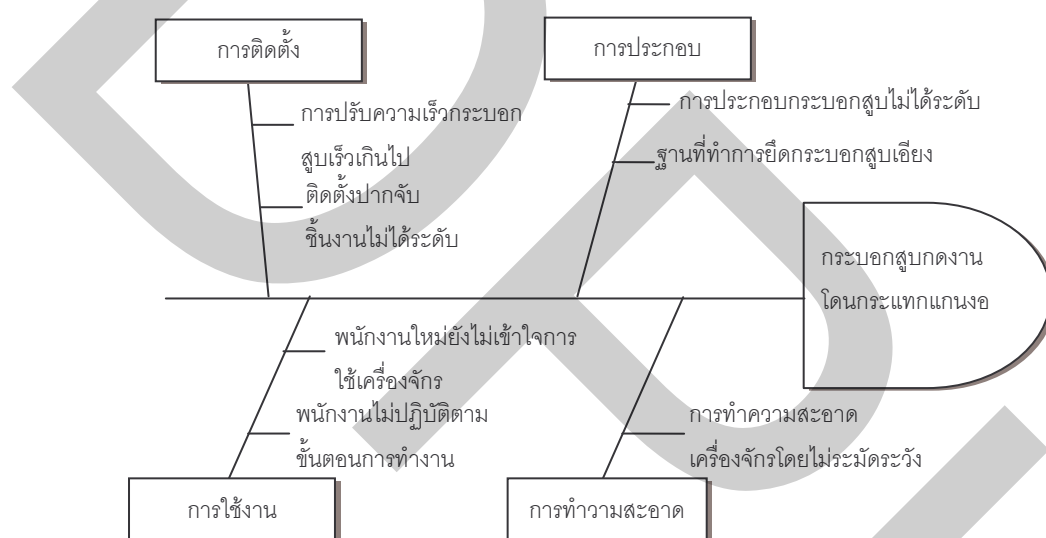 การติดตั้ง
การประกอบ
การปรับความเร็วกระบอก
สูบเร็วเกินไป
ติดตั้งปากจับ
ชิ้นงานไม่ได้ระดับ
การประกอบกระบอกสูบไม่ได้ระดับ
ฐานที่ทำการยึดกระบอกสูบเอียง
กระบอกสูบกดงาน
โดนกระแทกแกนงอ
พนักงานใหม่ยังไม่เข้าใจการ
ใช้เครื่องจักร
พนักงานไม่ปฏิบัติตาม
ขั้นตอนการทำงาน
การทำความสะอาด
เครื่องจักรโดยไม่ระมัดระวัง
การใช้งาน
การทำวามสะอาด